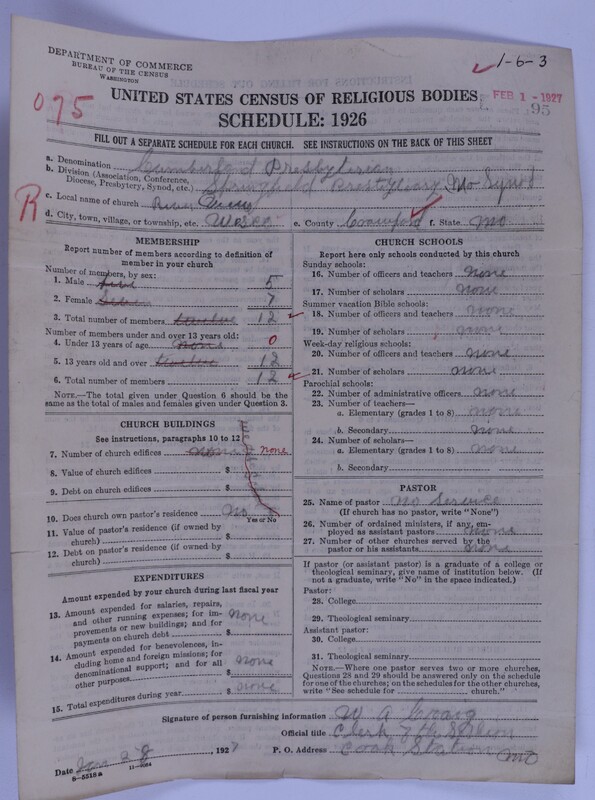 DEPARTMENT OF COMMERCE
BUREAU OF THE CENSUS
WASHINGTON
1-6-3
075
FEB 1 - 1927
95
UNITED STATES CENSUS OF RELIGIOUS BODIES
SCHEDULE: 1926
FILL OUT A SEPARATE SCHEDULE FOR EACH CHURCH. SEE INSTRUCTIONS ON THE BACK OF THIS SHEET
a. Denomination Presbyterian
b. Division (Association, Conference,
Diocese, Presbytery, Synod, etc.) Springfield Presbytery Mo Synod
R
c. Local name of church River
d. City, town, village, or township, etc. Wesco e. County Crawford f. State Mo
MEMBERSHIP
Report number of members according to definition of
member in your church
Number of members, by sex:
1. Male five 5
2. Female seven 7
3. Total number of members twelve 12
Number of members under and over 13 years old:
4. Under 13 years of age none 0
5. 13 years old and over twelve 12
6. Total number of members 12
NOTE.—The total given under Question 6 should be the
same as the total of males and females given under Question 3.
CHURCH BUILDINGS
See instructions, paragraphs 10 to 12
7. Number of church edifices none none
8. Value of church edifices $
9. Debt on church edifices $
10. Does church own pastor's residence
Yes or No
11. Value of pastor's residence (if owned by
church) $
12. Debt on pastor's residence (if owned by
church) $
EXPENDITURES
Amount expended by your church during last fiscal year
13. Amount expended for salaries, repairs,
and other running expenses; for im-
provements or new buildings; and for
payments on church debt $ none
14. Amount expended for benevolences, in-
cluding home and foreign missions; for
denominational support; and for all
other purposes $ none
15. Total expenditures during year $ none
CHURCH SCHOOLS
Report here only schools conducted by this church
Sunday schools:
16. Number of officers and teachers none
17. Number of scholars none
Summer vacation Bible schools:
18. Number of officers and teachers none
19. Number of scholars none
Week-day religious schools:
20. Number of officers and teachers none
21. Number of scholars none
Parochial schools:
22. Number of administrative officers none
23. Number of teachers—
a. Elementary (grades 1 to 8) none
b. Secondary none
24. Number of scholars—
a. Elementary (grades 1 to 8) none
b. Secondary
PASTOR
25. Name of pastor no Service
(If church has no pastor, write "None")
26. Number of ordained ministers, if any, em-
ployed as assistant pastors none
27. Number of other churches served by the
pastor or his assistants none
If pastor (or assistant pastor) is a graduate of a college or
theological seminary, give name of institution below. (If
not a graduate, write "No" in the space indicated.)
Pastor:
28. College
29. Theological seminary
Assistant pastor:
30. College
31. Theological seminary
NOTE.—Where one pastor serves two or more churches,
Questions 28 and 29 should be answered only on the schedule
for one of the churches; on the schedules for the other churches,
write "See schedule for church."
Signature of person furnishing information W A Craig
Official title Clerk of the Session
Date Jan 28, 1927 P. O. Address Cook Station Mo
8-5518a 11-9064